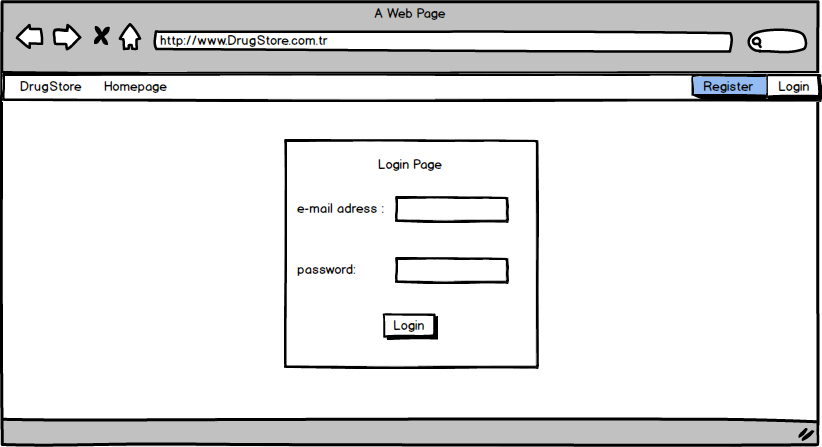 A Web Page
http://www.DrugStore.com.tr
DrugStore Homepage Register Login
Login Page
e-mail adress :
password:
Login